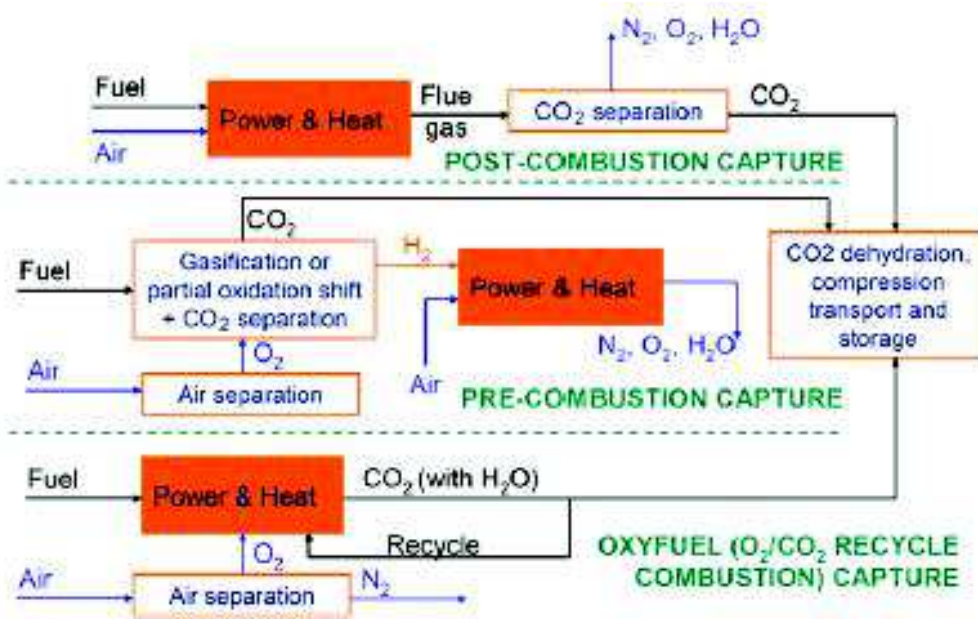 N₂, O₂, H₂O
Fuel
Air
Power & Heat
Flue
gas
CO₂ separation
CO₂
POST-COMBUSTION CAPTURE
CO₂
Fuel
Gasification or
partial oxidation shift
+ CO₂ separation
H₂
Power & Heat
CO2 dehydration,
compression
transport and
storage
O₂
Air
Air separation
Air
N₂, O₂, H₂O
PRE-COMBUSTION CAPTURE
Fuel
Power & Heat
CO₂ (with H₂O)
Recycle
O₂
Air
Air separation
N₂
OXYFUEL (O₂/CO₂ RECYCLE
COMBUSTION) CAPTURE